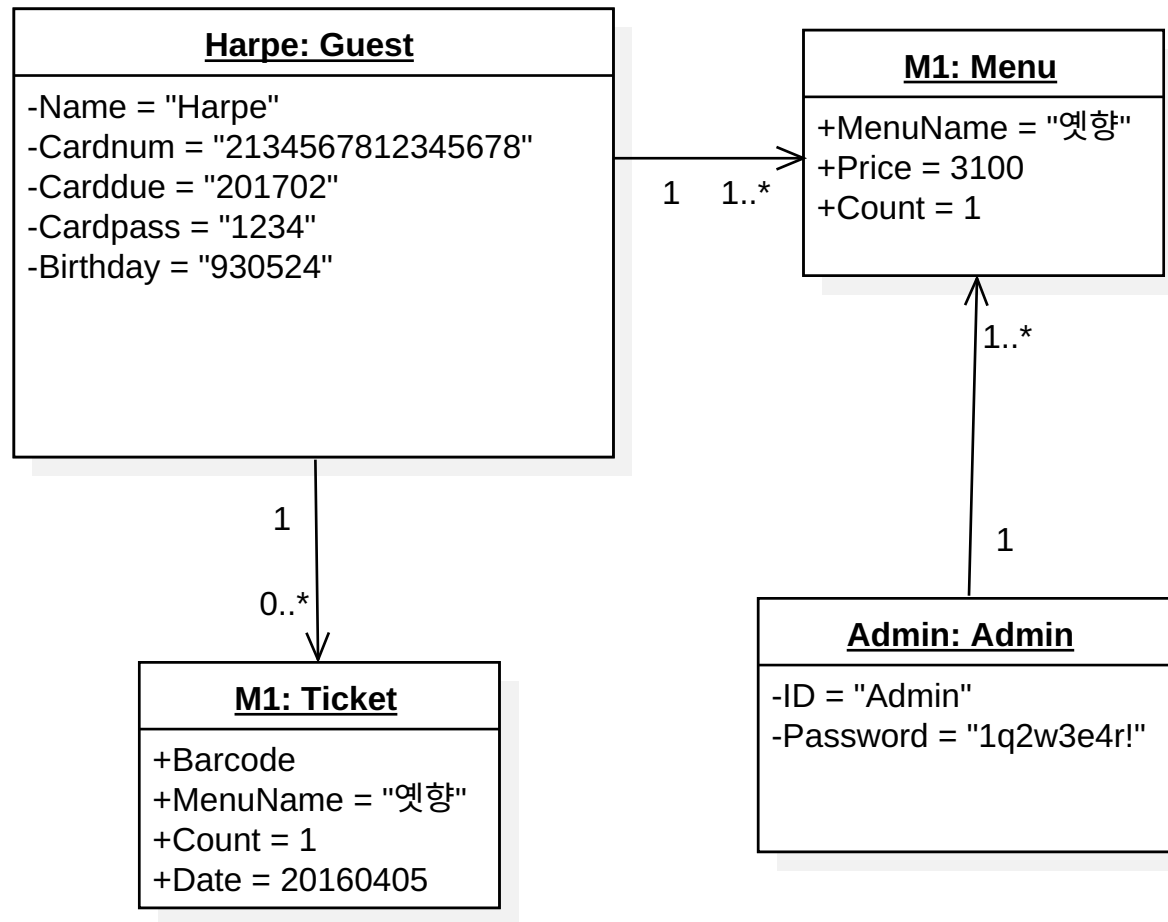 Harpe: Guest
-Name = "Harpe"
-Cardnum = "2134567812345678"
-Carddue = "201702"
-Cardpass = "1234"
-Birthday = "930524"
1 1..*
M1: Menu
+MenuName = "옛향"
+Price = 3100
+Count = 1
1..*
1
1
0..*
Admin: Admin
-ID = "Admin"
-Password = "1q2w3e4r!"
M1: Ticket
+Barcode
+MenuName = "옛향"
+Count = 1
+Date = 20160405